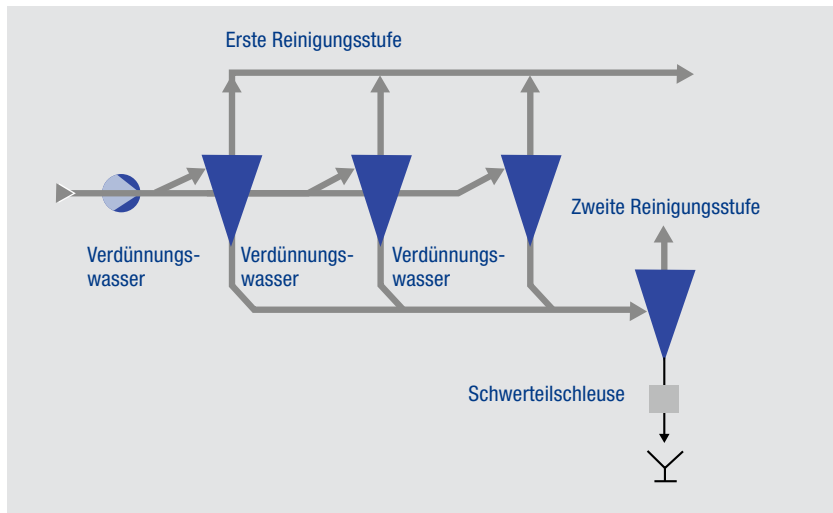 Erste Reinigungsstufe
Zweite Reinigungsstufe
Verdünnungs-
wasser
Verdünnungs-
wasser
Verdünnungs-
wasser
Schwerteilschleuse